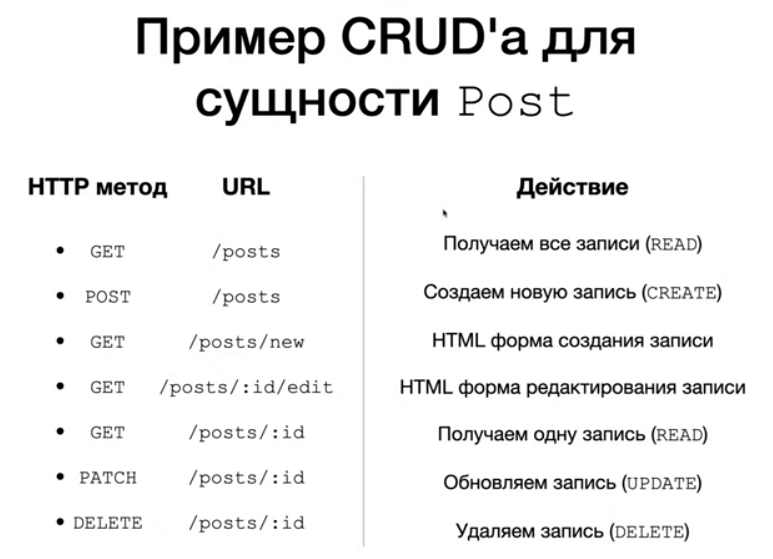 Пример CRUD'а для
сущности Post
HTTP метод URL Действие
• GET /posts Получаем все записи (READ)
• POST /posts Создаем новую запись (CREATE)
• GET /posts/new HTML форма создания записи
• GET /posts/:id/edit HTML форма редактирования записи
• GET /posts/:id Получаем одну запись (READ)
• PATCH /posts/:id Обновляем запись (UPDATE)
• DELETE /posts/:id Удаляем запись (DELETE)